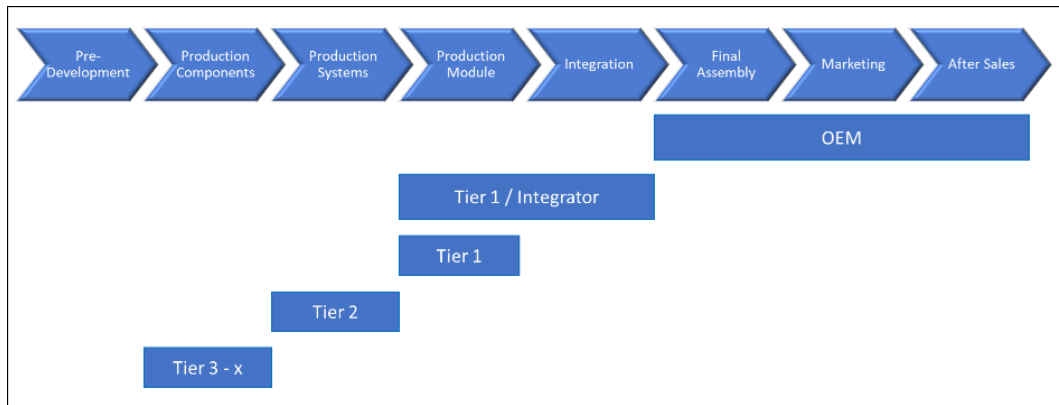 Pre-
Development
Production
Components
Production
Systems
Production
Module
Integration
Final
Assembly
Marketing
After Sales
OEM
Tier 1 / Integrator
Tier 1
Tier 2
Tier 3 - x